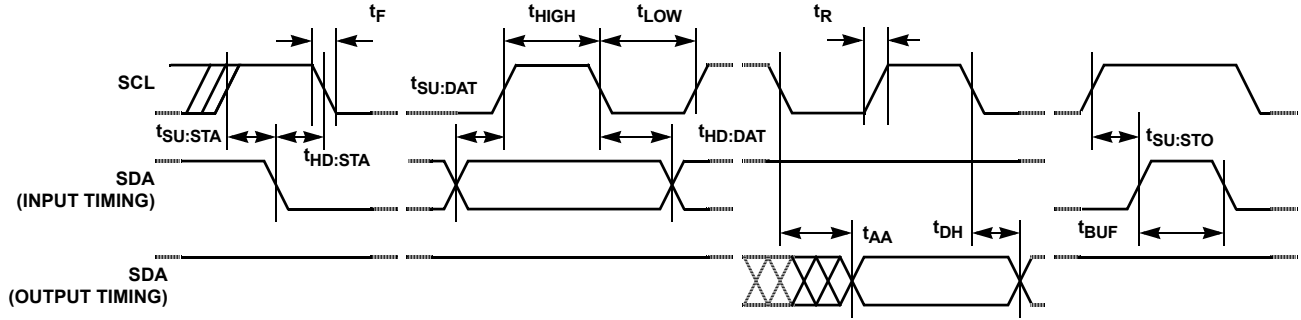 tF
tHIGH
tLOW
tR
SCL
tSU:DAT
tSU:STA
tHD:STA
tHD:DAT
tSU:STO
SDA
(INPUT TIMING)
tAA
tDH
tBUF
SDA
(OUTPUT TIMING)